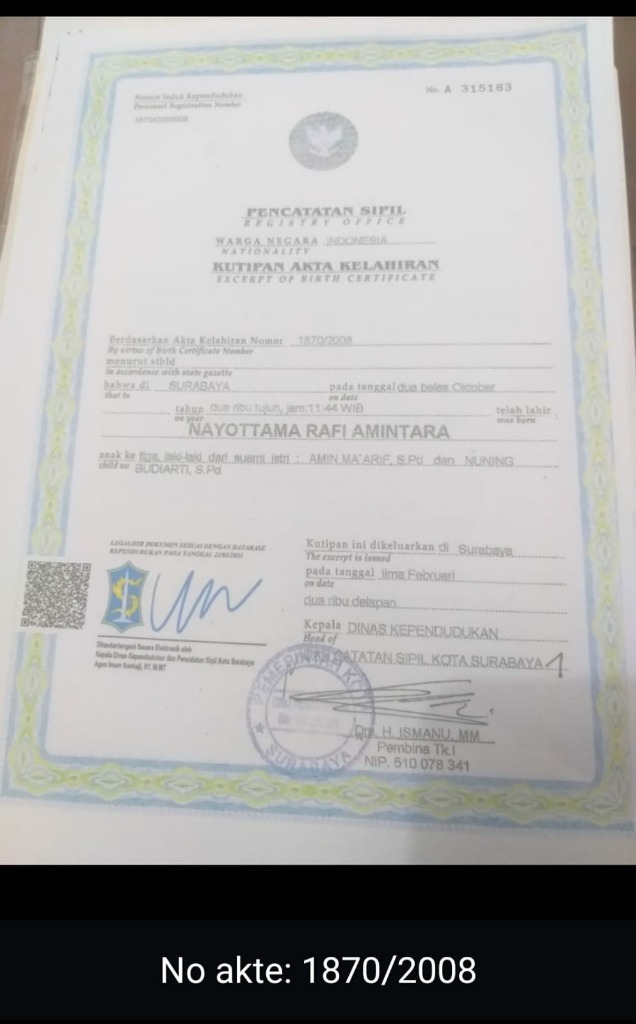 Nomor Induk Kependudukan
Personnel Registration Number
No A 315183
PENCATATAN SIPIL
REGISTRY OFFICE
WARGA NEGARA INDONESIA
NATIONALITY
KUTIPAN AKTA KELAHIRAN
EXCERPT OF BIRTH CERTIFICATE
Berdasarkan Akta Kelahiran Nomor 1870/2008
By virtue of Birth Certificate Number
menurut stbld
in accordance with state gazette
bahwa di SURABAYA pada tanggal dua belas Oktober
that in on date
tahun dua ribu tujuh, jam:11:44 WIB telah lahir :
on year was born
NAYOTTAMA RAFI AMINTARA
anak ke tiga, laki-laki dari suami istri : AMIN MA'ARIF, S.Pd dan NUNING
child no BUDIARTI, S.Pd
LEGALISIR DOKUMEN SESUAI DENGAN DATABASE
KEPENDUDUKAN PADA TANGGAL 22/03/2021
Ditandatangani Secara Elektronik oleh
Kepala Dinas Kependudukan dan Pencatatan Sipil Kota Surabaya
Agus Imam Sonhaji, ST, M.MT
Kutipan ini dikeluarkan di Surabaya
The excerpt is issued
pada tanggal lima Februari
on date
dua ribu delapan
Kepala DINAS KEPENDUDUKAN
Head of
CATATAN SIPIL KOTA SURABAYA
PEMERINTAH KO
SURABAYA
Drs. H. ISMANU, MM
Pembina Tk.I
NIP. 510 078 341
No akte: 1870/2008